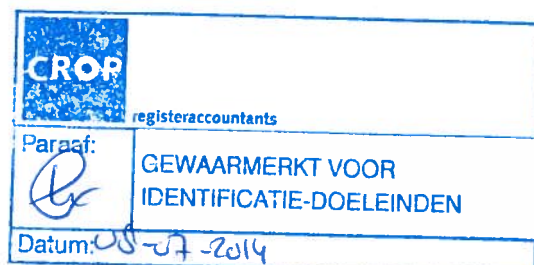 CROP
registeraccountants
Paraaf:
GEWAARMERKT VOOR
IDENTIFICATIE-DOELEINDEN
Datum: 08-07-2014